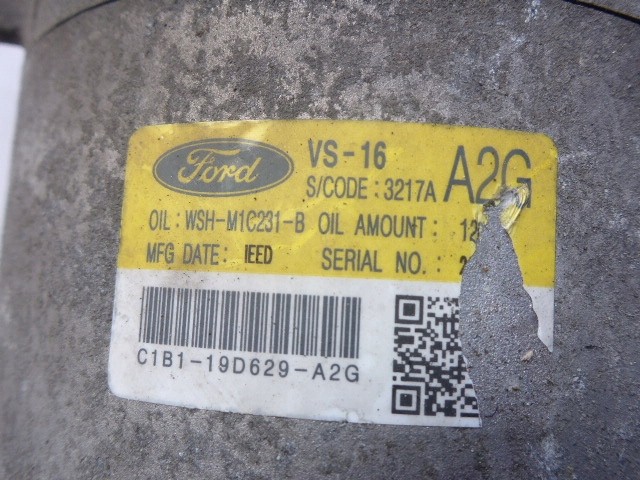 Ford VS-16 A2G
S/CODE : 3217A
OIL : WSH-M1C231-B OIL AMOUNT : 12
MFG DATE : IEED SERIAL NO. : 2
C1B1-19D629-A2G